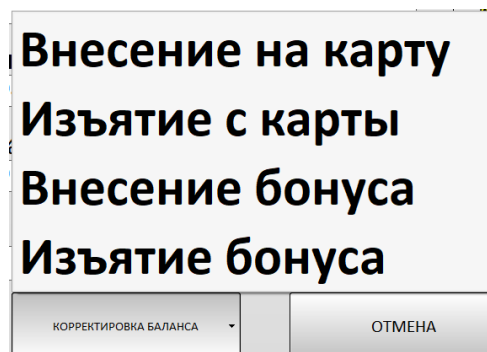 Внесение на карту
Изъятие с карты
Внесение бонуса
Изъятие бонуса
КОРРЕКТИРОВКА БАЛАНСА
ОТМЕНА